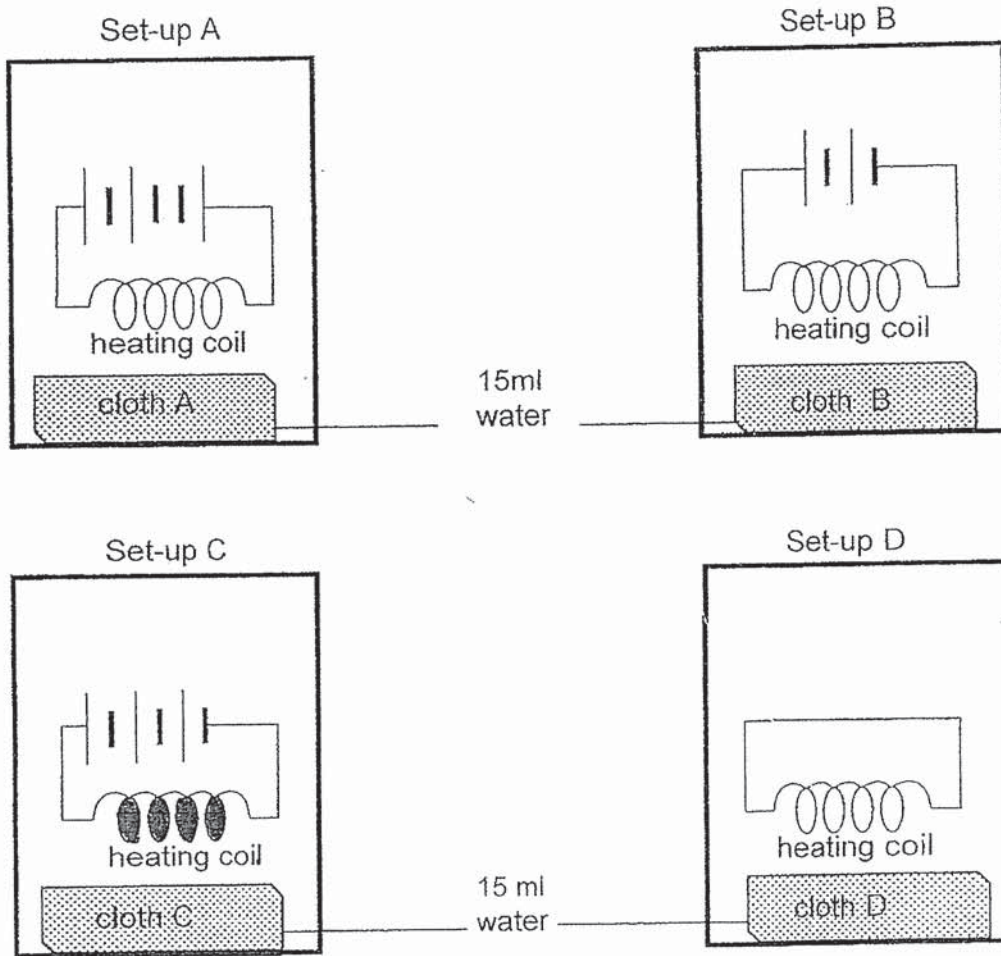 Set-up A
Set-up B
heating coil
heating coil
cloth A
15ml
water
cloth B
Set-up C
Set-up D
heating coil
heating coil
cloth C
15 ml
water
cloth D